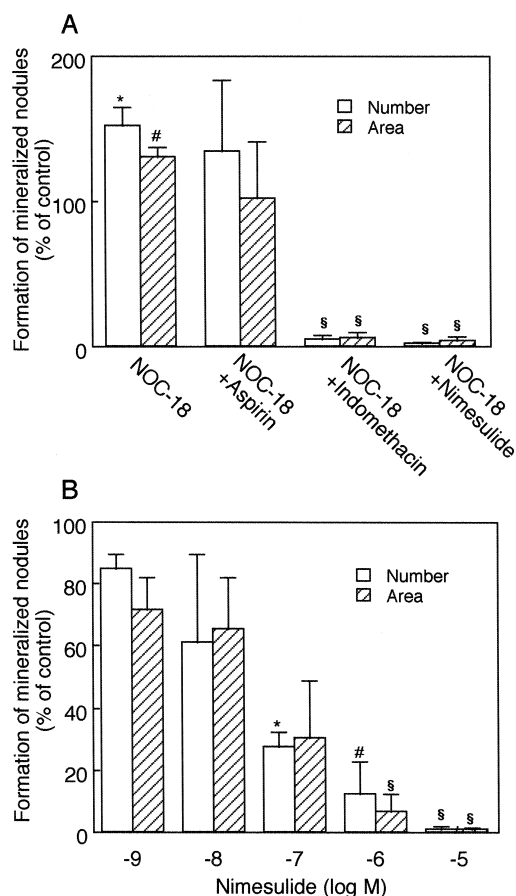 A
Formation of mineralized nodules
(% of control)
200
100
0
* # § § § §
Number
Area
NOC-18
NOC-18
+Aspirin
NOC-18
+Indomethacin
NOC-18
+Nimesulide
B
Formation of mineralized nodules
(% of control)
100
80
60
40
20
0
* # § § §
Number
Area
-9 -8 -7 -6 -5
Nimesulide (log M)